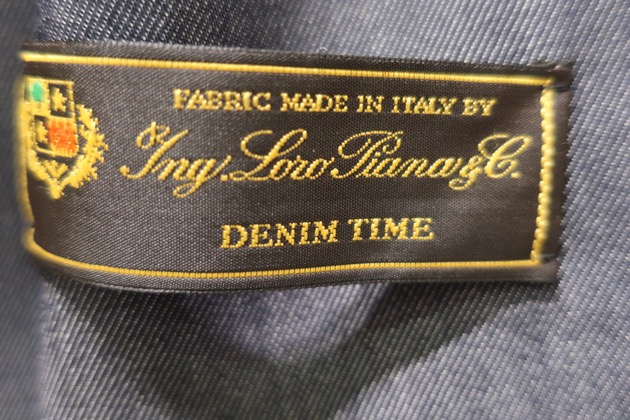 FABRIC MADE IN ITALY BY
Ing. Loro Piana & C.
DENIM TIME